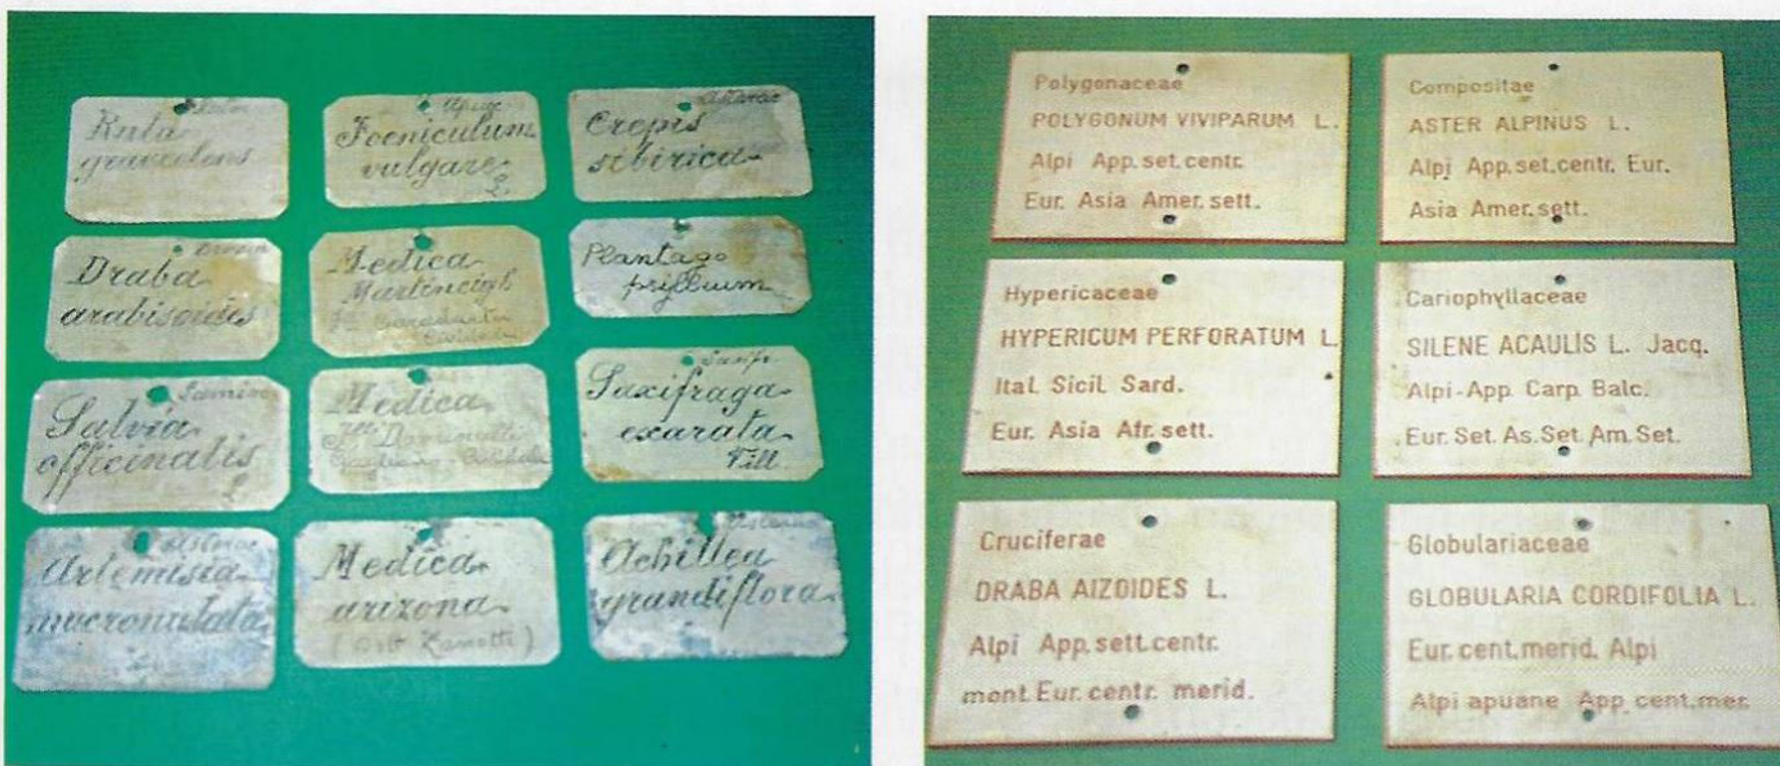 Ruta
graveolens
Foeniculum
vulgare
L.
Asterac
Crepis
sibirica
Draba
arabisoides
Medica
Plantago
psyllium
Salvia
officinalis
L
Medica
Saxifraga
exarata
Vill.
Asterac
Artemisia
mucronulata
Medica
arizona
Zanotti )
Asterac
Achillea
grandiflora
Polygonaceae
POLYGONUM VIVIPARUM L.
Alpi App. set. centr.
Eur. Asia Amer. sett.
Compositae
ASTER ALPINUS L.
Alpi App. set. centr. Eur.
Asia Amer. sett.
Hypericaceae
HYPERICUM PERFORATUM L.
Ital. Sicil. Sard.
Eur. Asia Afr. sett.
Cariophyllaceae
SILENE ACAULIS L. Jacq.
Alpi-App. Carp. Balc.
Eur. Set. As. Set. Am. Set.
Cruciferae
DRABA AIZOIDES L.
Alpi App. sett. centr.
mont. Eur. centr. merid.
Globulariaceae
GLOBULARIA CORDIFOLIA L.
Eur. cent. merid. Alpi
Alpi apuane App. cent. mer.